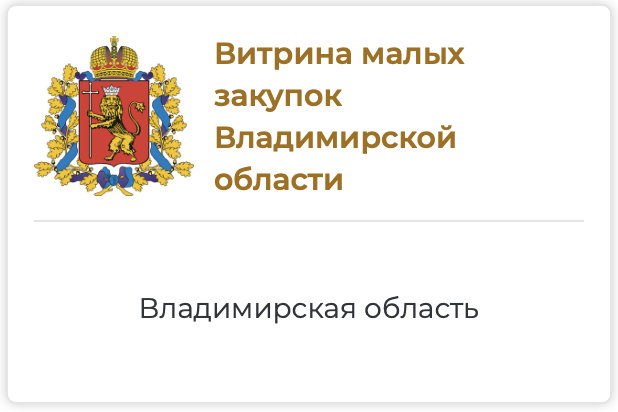 Витрина малых
закупок
Владимирской
области
Владимирская область